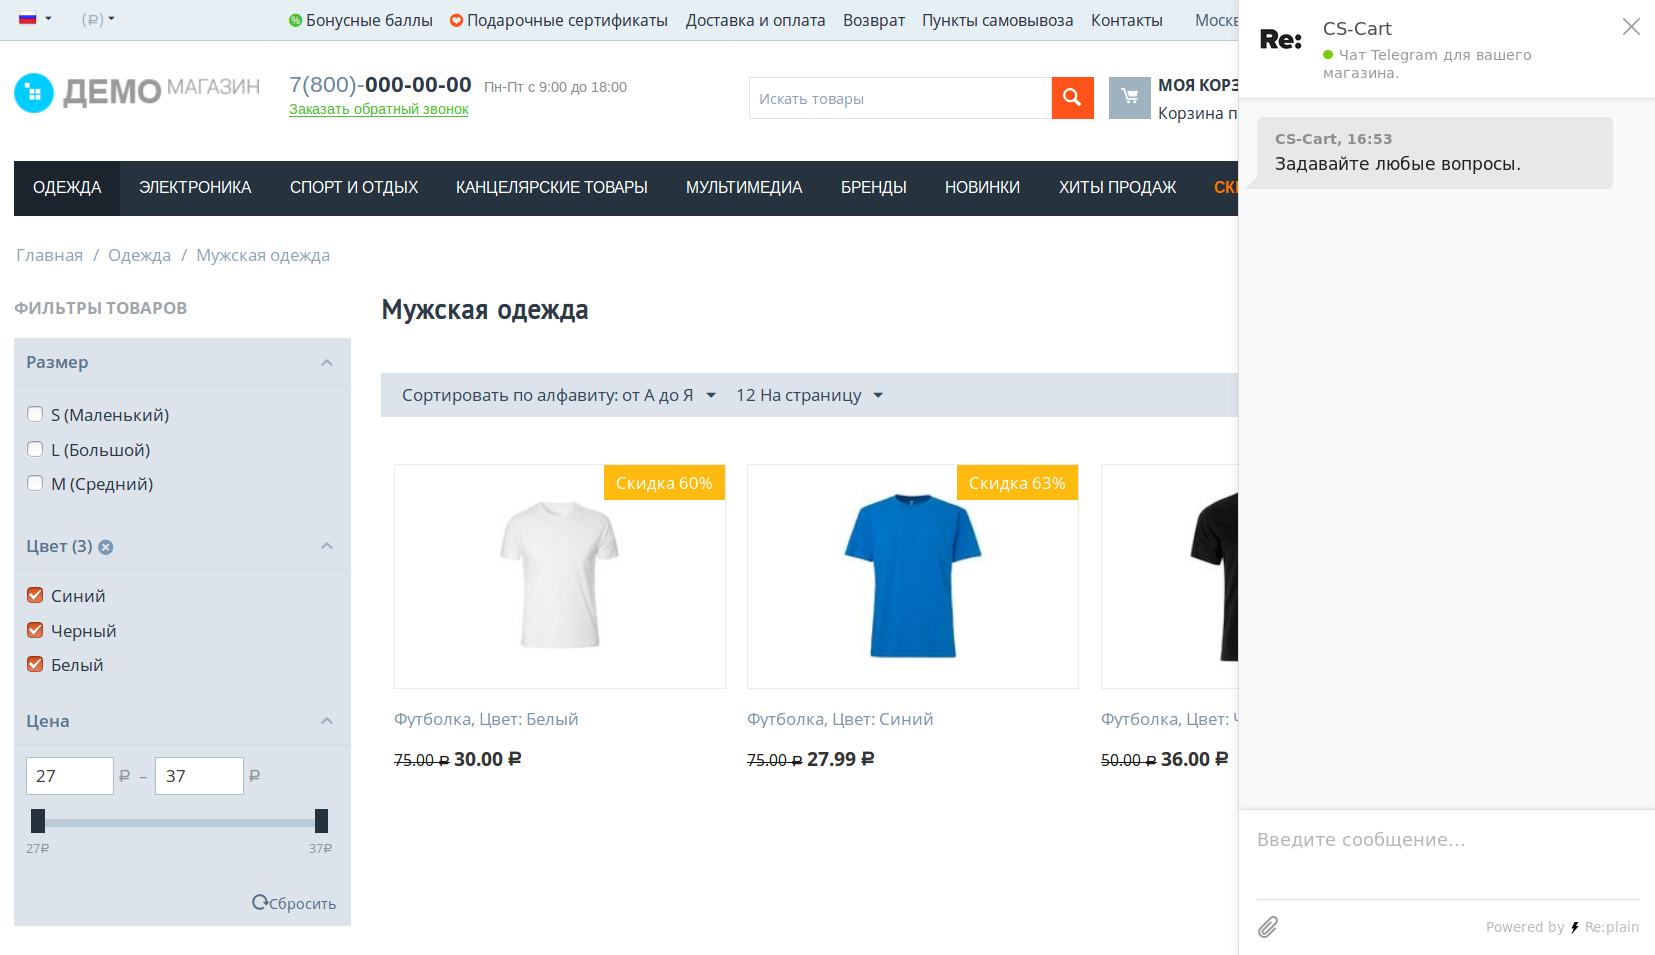 (₽)
Бонусные баллы
Подарочные сертификаты
Доставка и оплата
Возврат
Пункты самовывоза
Контакты
Москв
ДЕМО МАГАЗИН
7(800)-000-00-00
Пн-Пт с 9:00 до 18:00
Заказать обратный звонок
Искать товары
МОЯ КОРЗ
Корзина п
ОДЕЖДА
ЭЛЕКТРОНИКА
СПОРТ И ОТДЫХ
КАНЦЕЛЯРСКИЕ ТОВАРЫ
МУЛЬТИМЕДИА
БРЕНДЫ
НОВИНКИ
ХИТЫ ПРОДАЖ
СК
Главная / Одежда / Мужская одежда
ФИЛЬТРЫ ТОВАРОВ
Размер
S (Маленький)
L (Большой)
M (Средний)
Цвет (3)
Синий
Черный
Белый
Цена
27 ₽ – 37 ₽
27₽
37₽
Сбросить
Мужская одежда
Сортировать по алфавиту: от А до Я
12 На страницу
Скидка 60%
Футболка, Цвет: Белый
75.00 ₽ 30.00 ₽
Скидка 63%
Футболка, Цвет: Синий
75.00 ₽ 27.99 ₽
Футболка, Цвет: Ч
50.00 ₽ 36.00 ₽
Re:
CS-Cart
Чат Telegram для вашего
магазина.
CS-Cart, 16:53
Задавайте любые вопросы.
Введите сообщение...
Powered by Re:plain